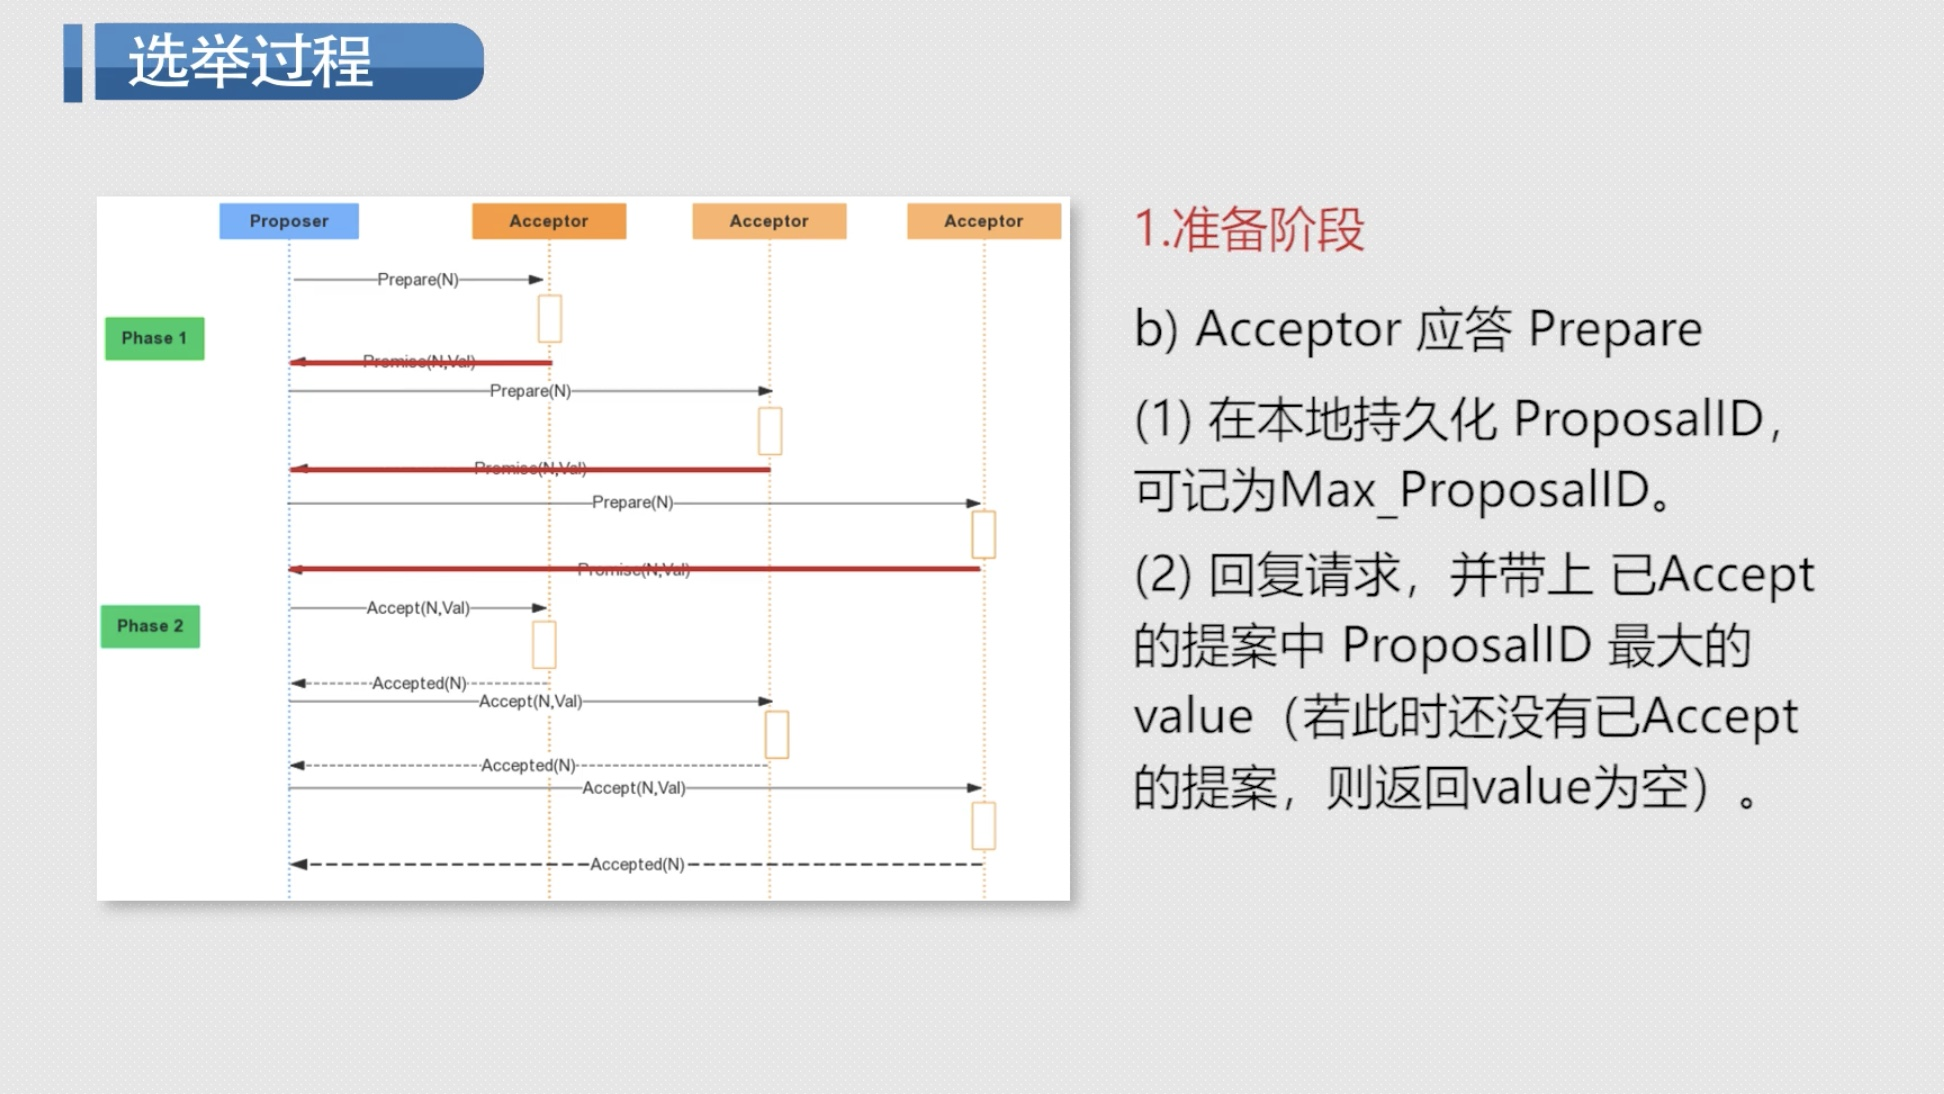 选举过程
Proposer
Acceptor
Acceptor
Acceptor
Prepare(N)
Phase 1
Promise(N,Val)
Prepare(N)
Promise(N,Val)
Prepare(N)
Promise(N,Val)
Accept(N,Val)
Phase 2
Accepted(N)
Accept(N,Val)
Accepted(N)
Accept(N,Val)
Accepted(N)
1.准备阶段
b) Acceptor 应答 Prepare
(1) 在本地持久化 ProposalID，
可记为Max_ProposalID。
(2) 回复请求，并带上 已Accept
的提案中 ProposalID 最大的
value（若此时还没有已Accept
的提案，则返回value为空）。